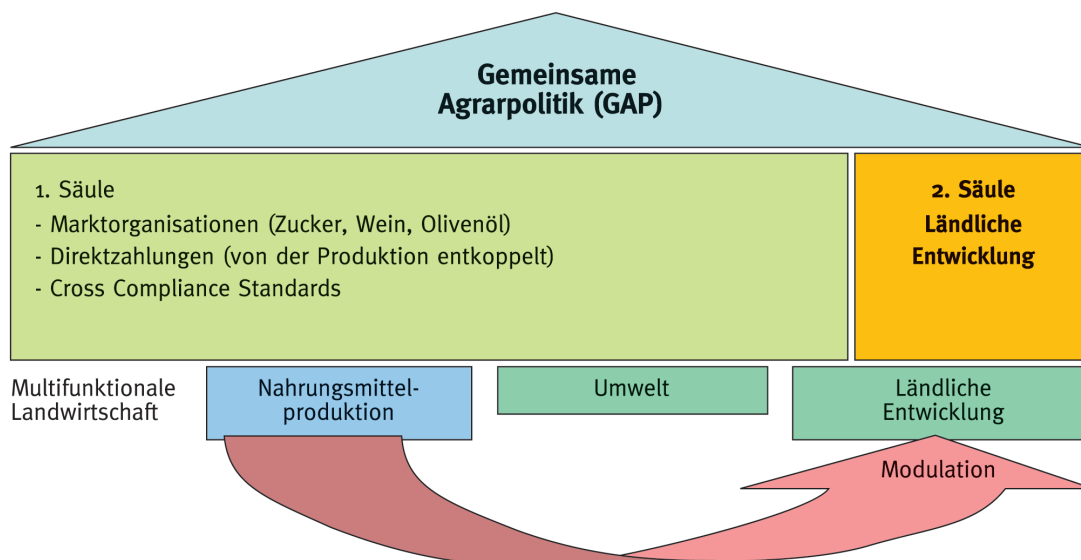 Gemeinsame
Agrarpolitik (GAP)
1. Säule
- Marktorganisationen (Zucker, Wein, Olivenöl)
- Direktzahlungen (von der Produktion entkoppelt)
- Cross Compliance Standards
2. Säule
Ländliche
Entwicklung
Multifunktionale
Landwirtschaft
Nahrungsmittel-
produktion
Umwelt
Ländliche
Entwicklung
Modulation